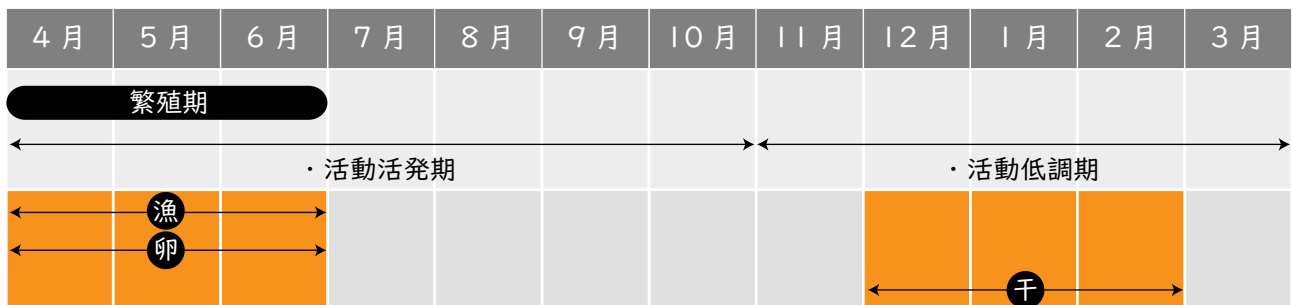 4月 5月 6月 7月 8月 9月 10月 11月 12月 1月 2月 3月
繁殖期
・活動活発期 ・活動低調期
漁
卵
干